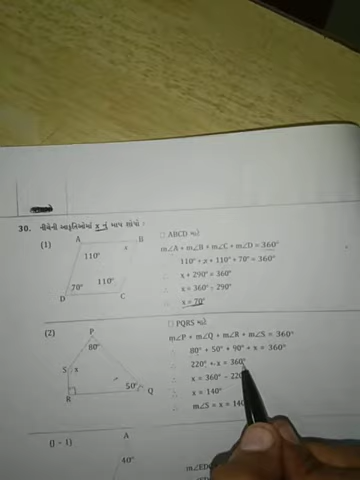 30. નીચેની આકૃતિઓમાં x નું માપ શોધો :
(1)
A
B
110°
x
70°
110°
D
C
□ ABCD માટે
m∠A + m∠B + m∠C + m∠D = 360°
110° + x + 110° + 70° = 360°
∴ x + 290° = 360°
∴ x = 360° - 290°
∴ x = 70°
(2)
P
80°
S
x
50°
R
Q
□ PQRS માટે
m∠P + m∠Q + m∠R + m∠S = 360°
∴ 80° + 50° + 90° + x = 360°
∴ 220° + x = 360°
∴ x = 360° - 220
∴ x = 140°
∴ m∠S = x = 140
A
40°